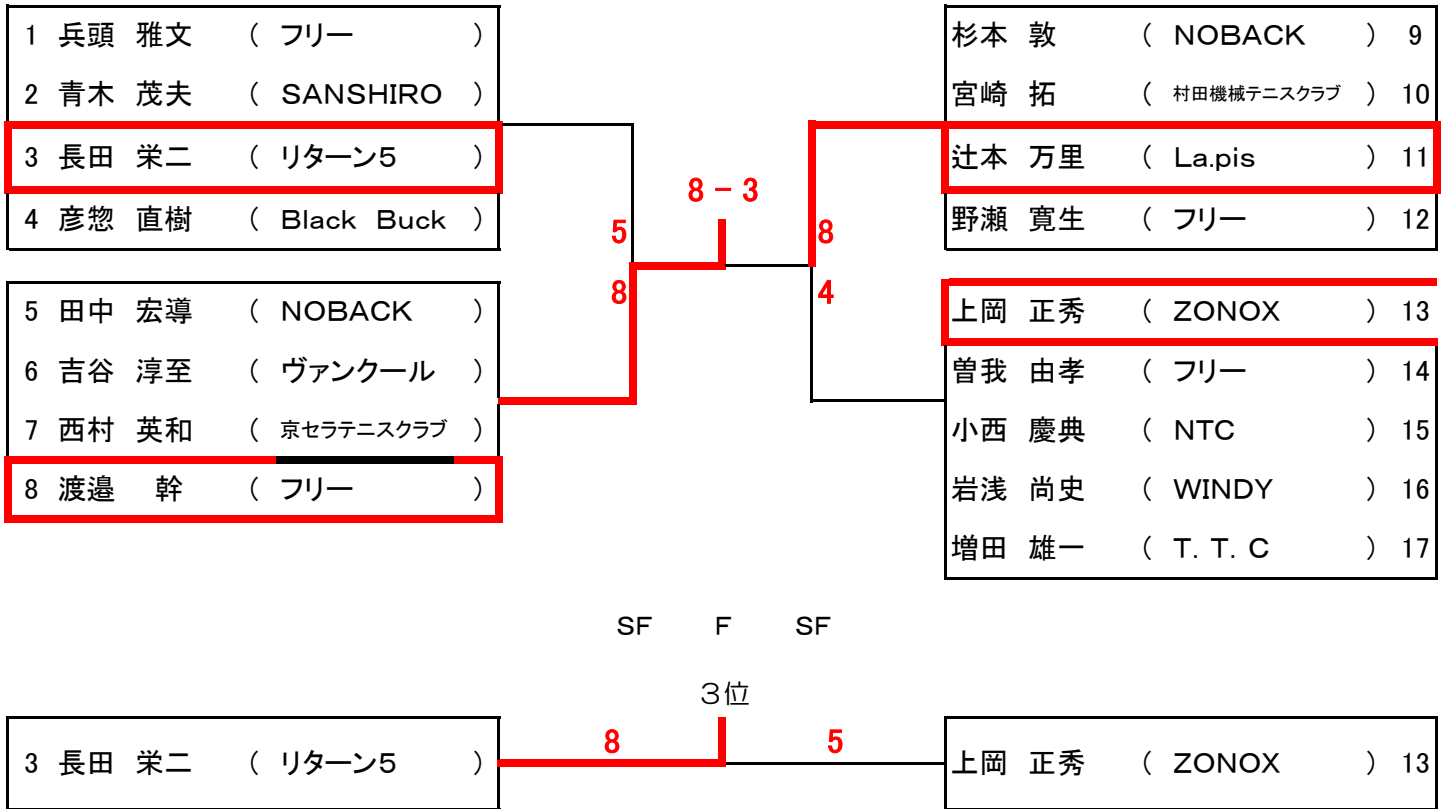 1 兵頭 雅文 ( フリー )
2 青木 茂夫 ( SANSHIRO )
3 長田 栄二 ( リターン5 )
4 彦惣 直樹 ( Black Buck )
5 田中 宏導 ( NOBACK )
6 吉谷 淳至 ( ヴァンクール )
7 西村 英和 ( 京セラテニスクラブ )
8 渡邉 幹 ( フリー )
5
8
8 − 3
8
4
杉本 敦 ( NOBACK ) 9
宮崎 拓 ( 村田機械テニスクラブ ) 10
辻本 万里 ( La.pis ) 11
野瀬 寛生 ( フリー ) 12
上岡 正秀 ( ZONOX ) 13
曽我 由孝 ( フリー ) 14
小西 慶典 ( NTC ) 15
岩浅 尚史 ( WINDY ) 16
増田 雄一 ( T. T. C ) 17
SF F SF
3位
3 長田 栄二 ( リターン5 ) 8 5 上岡 正秀 ( ZONOX ) 13